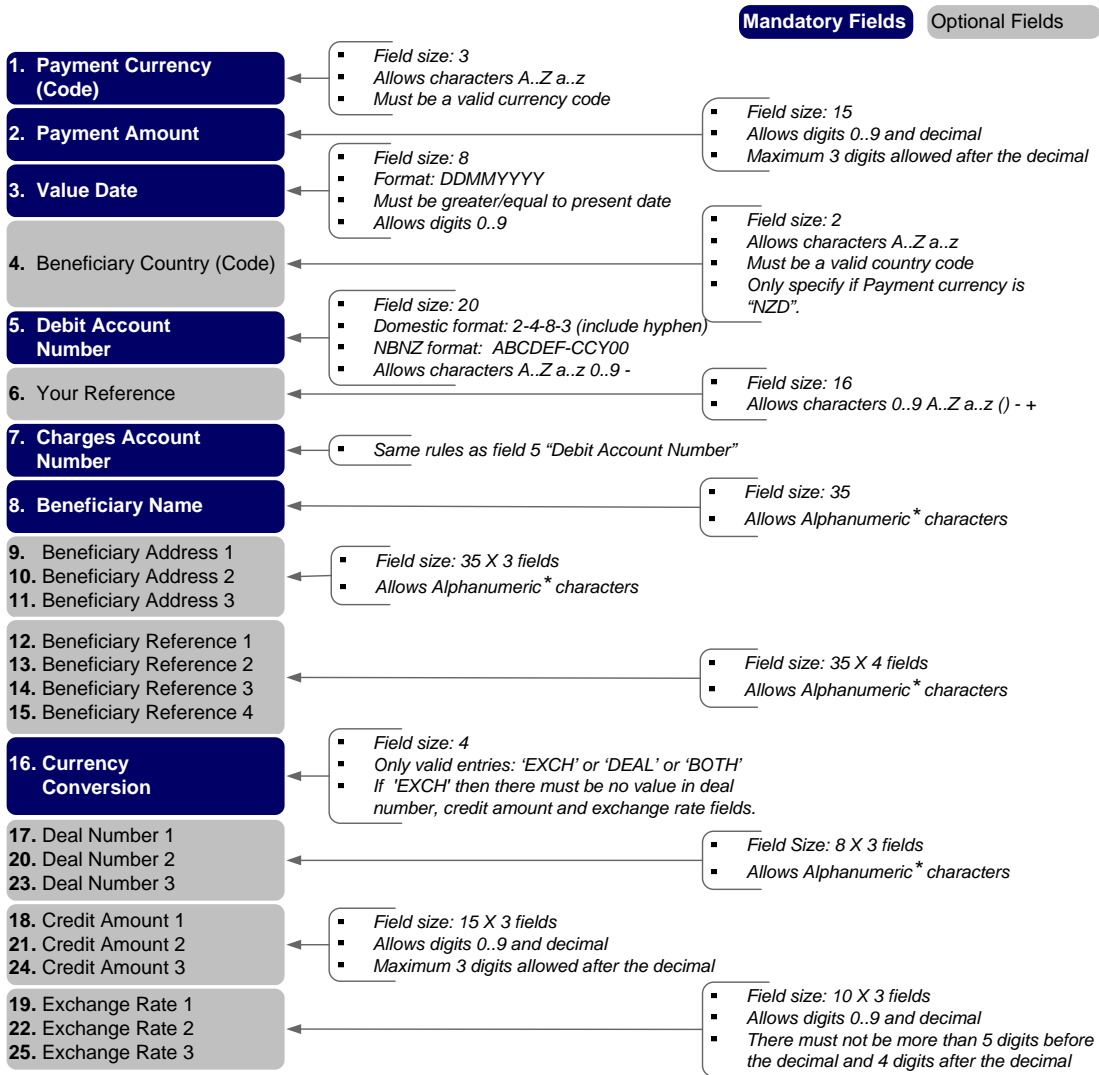 Mandatory Fields
Optional Fields
1. Payment Currency
(Code)
▪ Field size: 3
▪ Allows characters A..Z a..z
▪ Must be a valid currency code
2. Payment Amount
▪ Field size: 15
▪ Allows digits 0..9 and decimal
▪ Maximum 3 digits allowed after the decimal
3. Value Date
▪ Field size: 8
▪ Format: DDMMYYYY
▪ Must be greater/equal to present date
▪ Allows digits 0..9
4. Beneficiary Country (Code)
▪ Field size: 2
▪ Allows characters A..Z a..z
▪ Must be a valid country code
▪ Only specify if Payment currency is
“NZD”.
5. Debit Account
Number
▪ Field size: 20
▪ Domestic format: 2-4-8-3 (include hyphen)
▪ NBNZ format: ABCDEF-CCY00
▪ Allows characters A..Z a..z 0..9 -
6. Your Reference
▪ Field size: 16
▪ Allows characters 0..9 A..Z a..z () - +
7. Charges Account
Number
▪ Same rules as field 5 “Debit Account Number”
8. Beneficiary Name
▪ Field size: 35
▪ Allows Alphanumeric* characters
9. Beneficiary Address 1
10. Beneficiary Address 2
11. Beneficiary Address 3
▪ Field size: 35 X 3 fields
▪ Allows Alphanumeric* characters
12. Beneficiary Reference 1
13. Beneficiary Reference 2
14. Beneficiary Reference 3
15. Beneficiary Reference 4
▪ Field size: 35 X 4 fields
▪ Allows Alphanumeric* characters
16. Currency
Conversion
▪ Field size: 4
▪ Only valid entries: ‘EXCH’ or ‘DEAL’ or ‘BOTH’
▪ If 'EXCH' then there must be no value in deal
number, credit amount and exchange rate fields.
17. Deal Number 1
20. Deal Number 2
23. Deal Number 3
▪ Field Size: 8 X 3 fields
▪ Allows Alphanumeric* characters
18. Credit Amount 1
21. Credit Amount 2
24. Credit Amount 3
▪ Field size: 15 X 3 fields
▪ Allows digits 0..9 and decimal
▪ Maximum 3 digits allowed after the decimal
19. Exchange Rate 1
22. Exchange Rate 2
25. Exchange Rate 3
▪ Field size: 10 X 3 fields
▪ Allows digits 0..9 and decimal
▪ There must not be more than 5 digits before
the decimal and 4 digits after the decimal